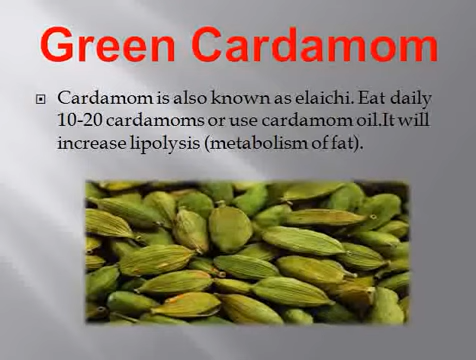 Green Cardamom
Cardamom is also known as elaichi. Eat daily
10-20 cardamoms or use cardamom oil.It will
increase lipolysis (metabolism of fat).